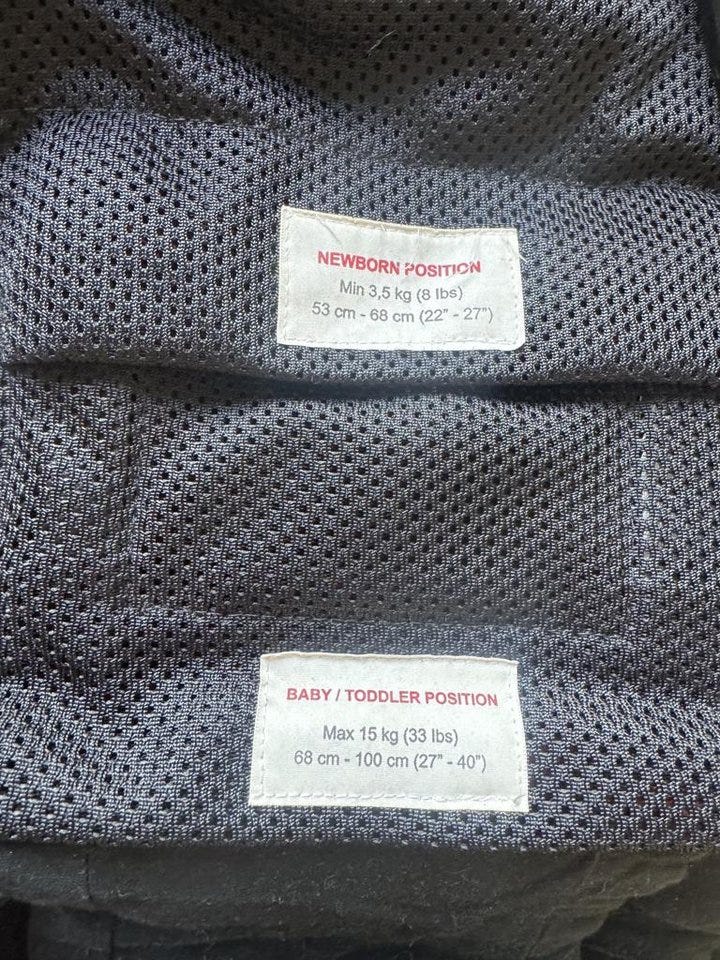 NEWBORN POSITION
Min 3,5 kg (8 lbs)
53 cm - 68 cm (22" - 27")
BABY / TODDLER POSITION
Max 15 kg (33 lbs)
68 cm - 100 cm (27" - 40")